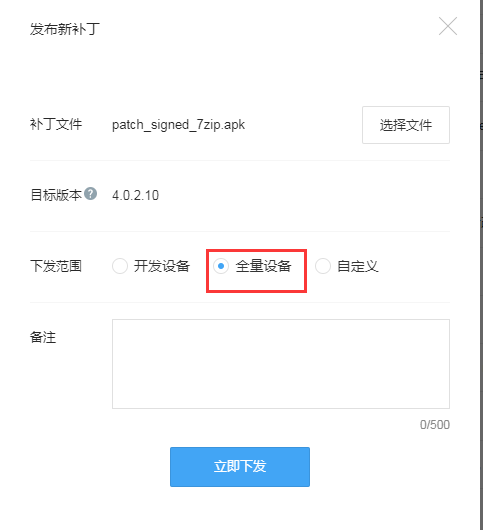 发布新补丁
补丁文件 patch_signed_7zip.apk 选择文件
目标版本 ? 4.0.2.10
下发范围 开发设备 全量设备 自定义
备注
0/500
立即下发